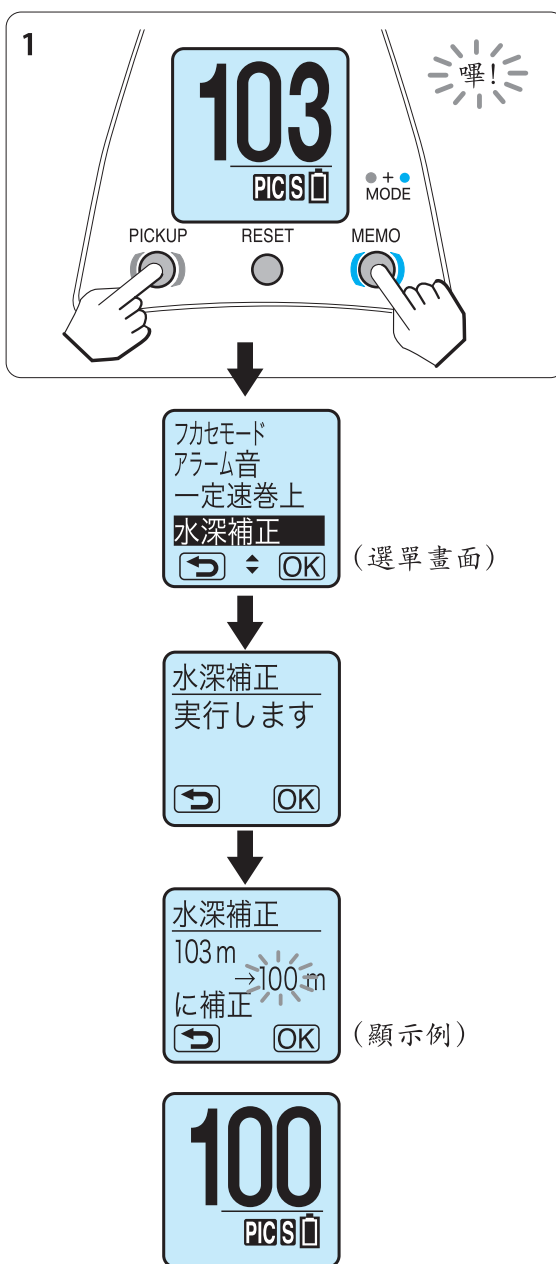 1
103
嗶!
PIC S
● + ●
MODE
PICKUP
RESET
MEMO
フカセモード
アラーム音
一定速巻上
水深補正
OK
(選單畫面)
水深補正
実行します
OK
水深補正
103m
→100 m
に補正
OK
(顯示例)
100
PIC S